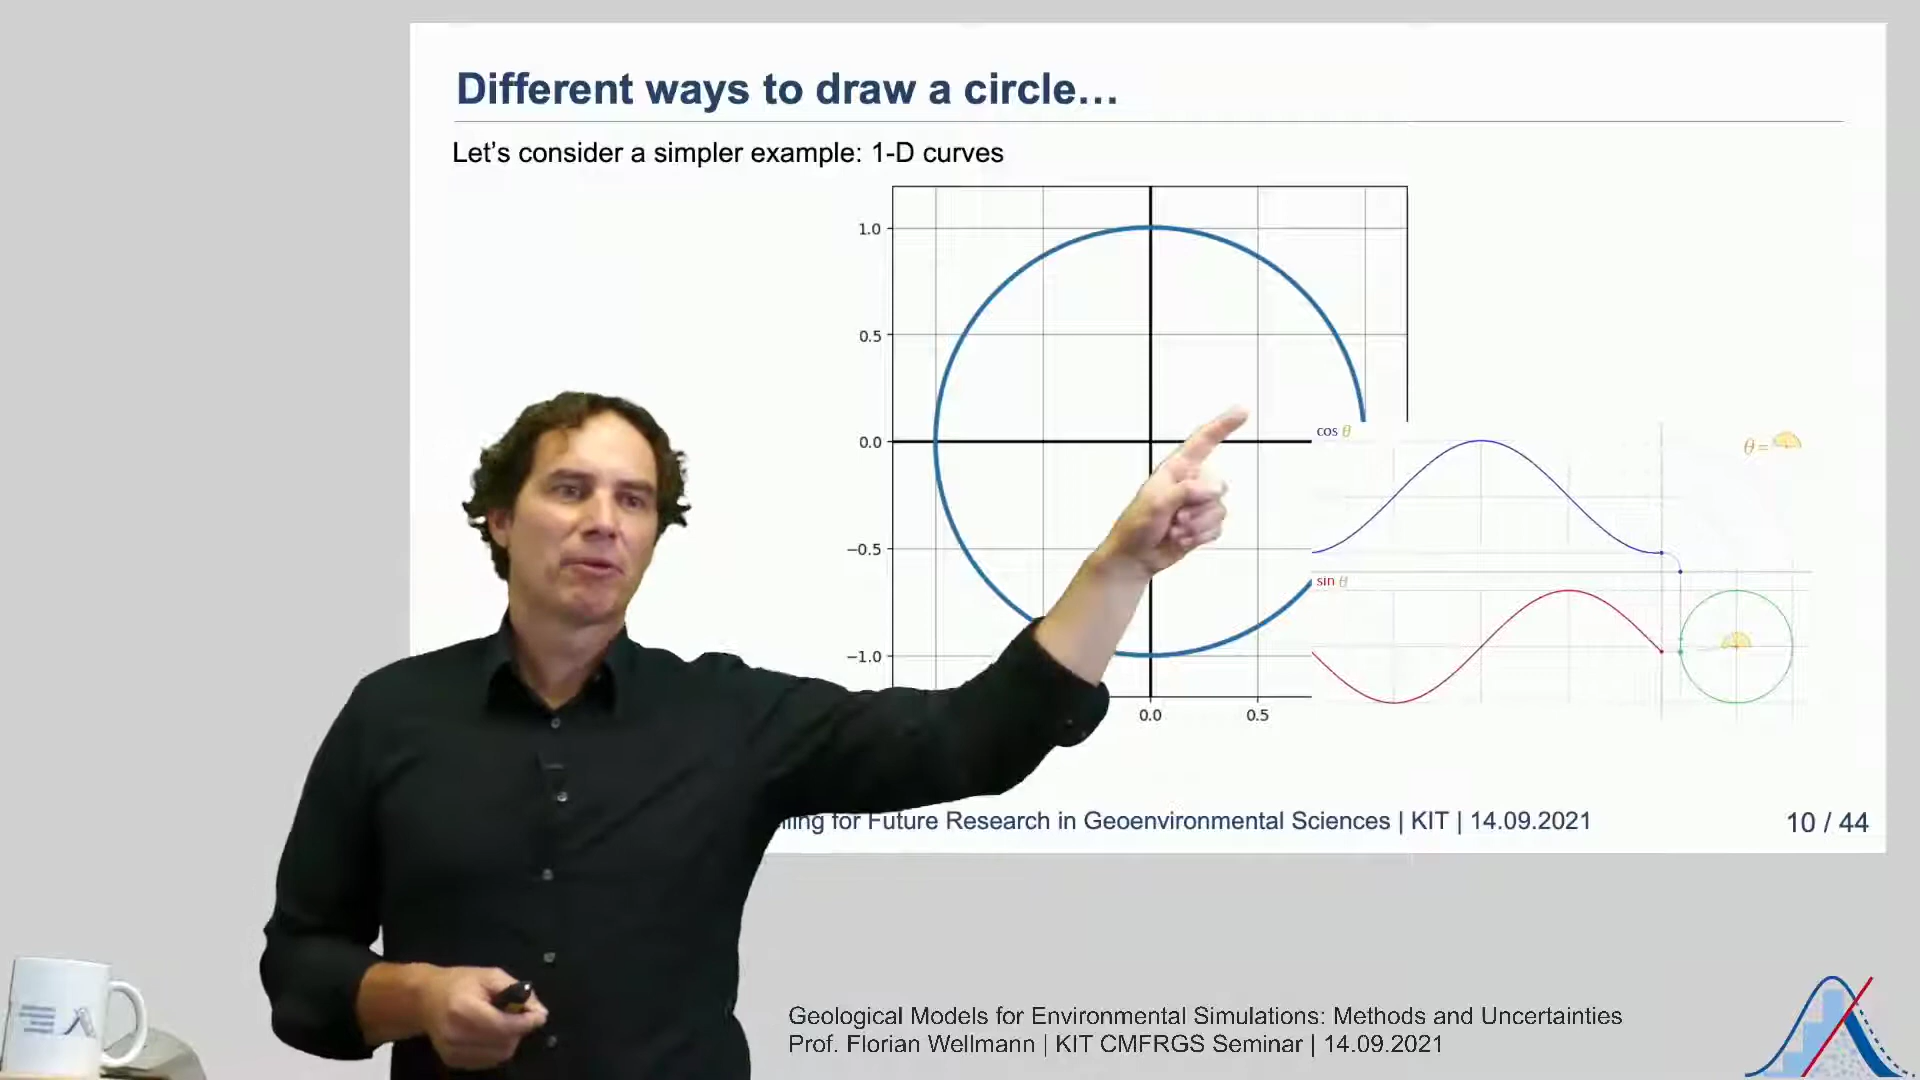 Different ways to draw a circle…
Let's consider a simpler example: 1-D curves
1.0
0.5
0.0
−0.5
−1.0
0.0
0.5
cos θ
θ =
sin θ
for Future Research in Geoenvironmental Sciences | KIT | 14.09.2021
10 / 44
Geological Models for Environmental Simulations: Methods and Uncertainties
Prof. Florian Wellmann | KIT CMFRGS Seminar | 14.09.2021